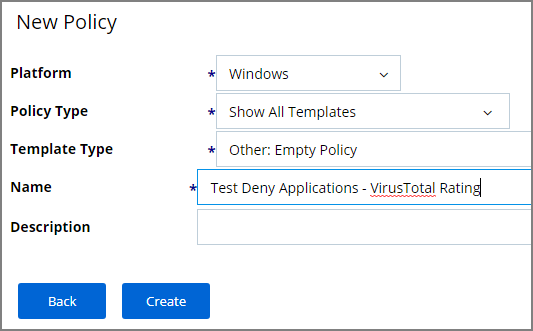 New Policy
Platform * Windows
Policy Type * Show All Templates
Template Type * Other: Empty Policy
Name * Test Deny Applications - VirusTotal Rating
Description
Back Create